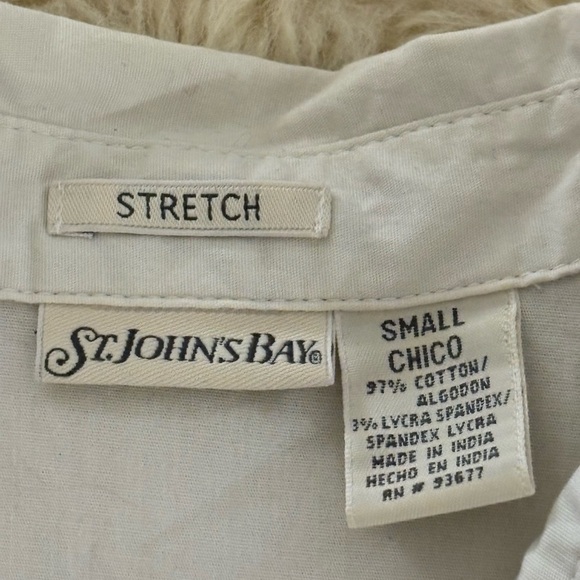 STRETCH
ST. JOHN'S BAY®
SMALL
CHICO
97% COTTON/
ALGODON
3% LYCRA SPANDEX/
SPANDEX LYCRA
MADE IN INDIA
HECHO EN INDIA
RN # 93677